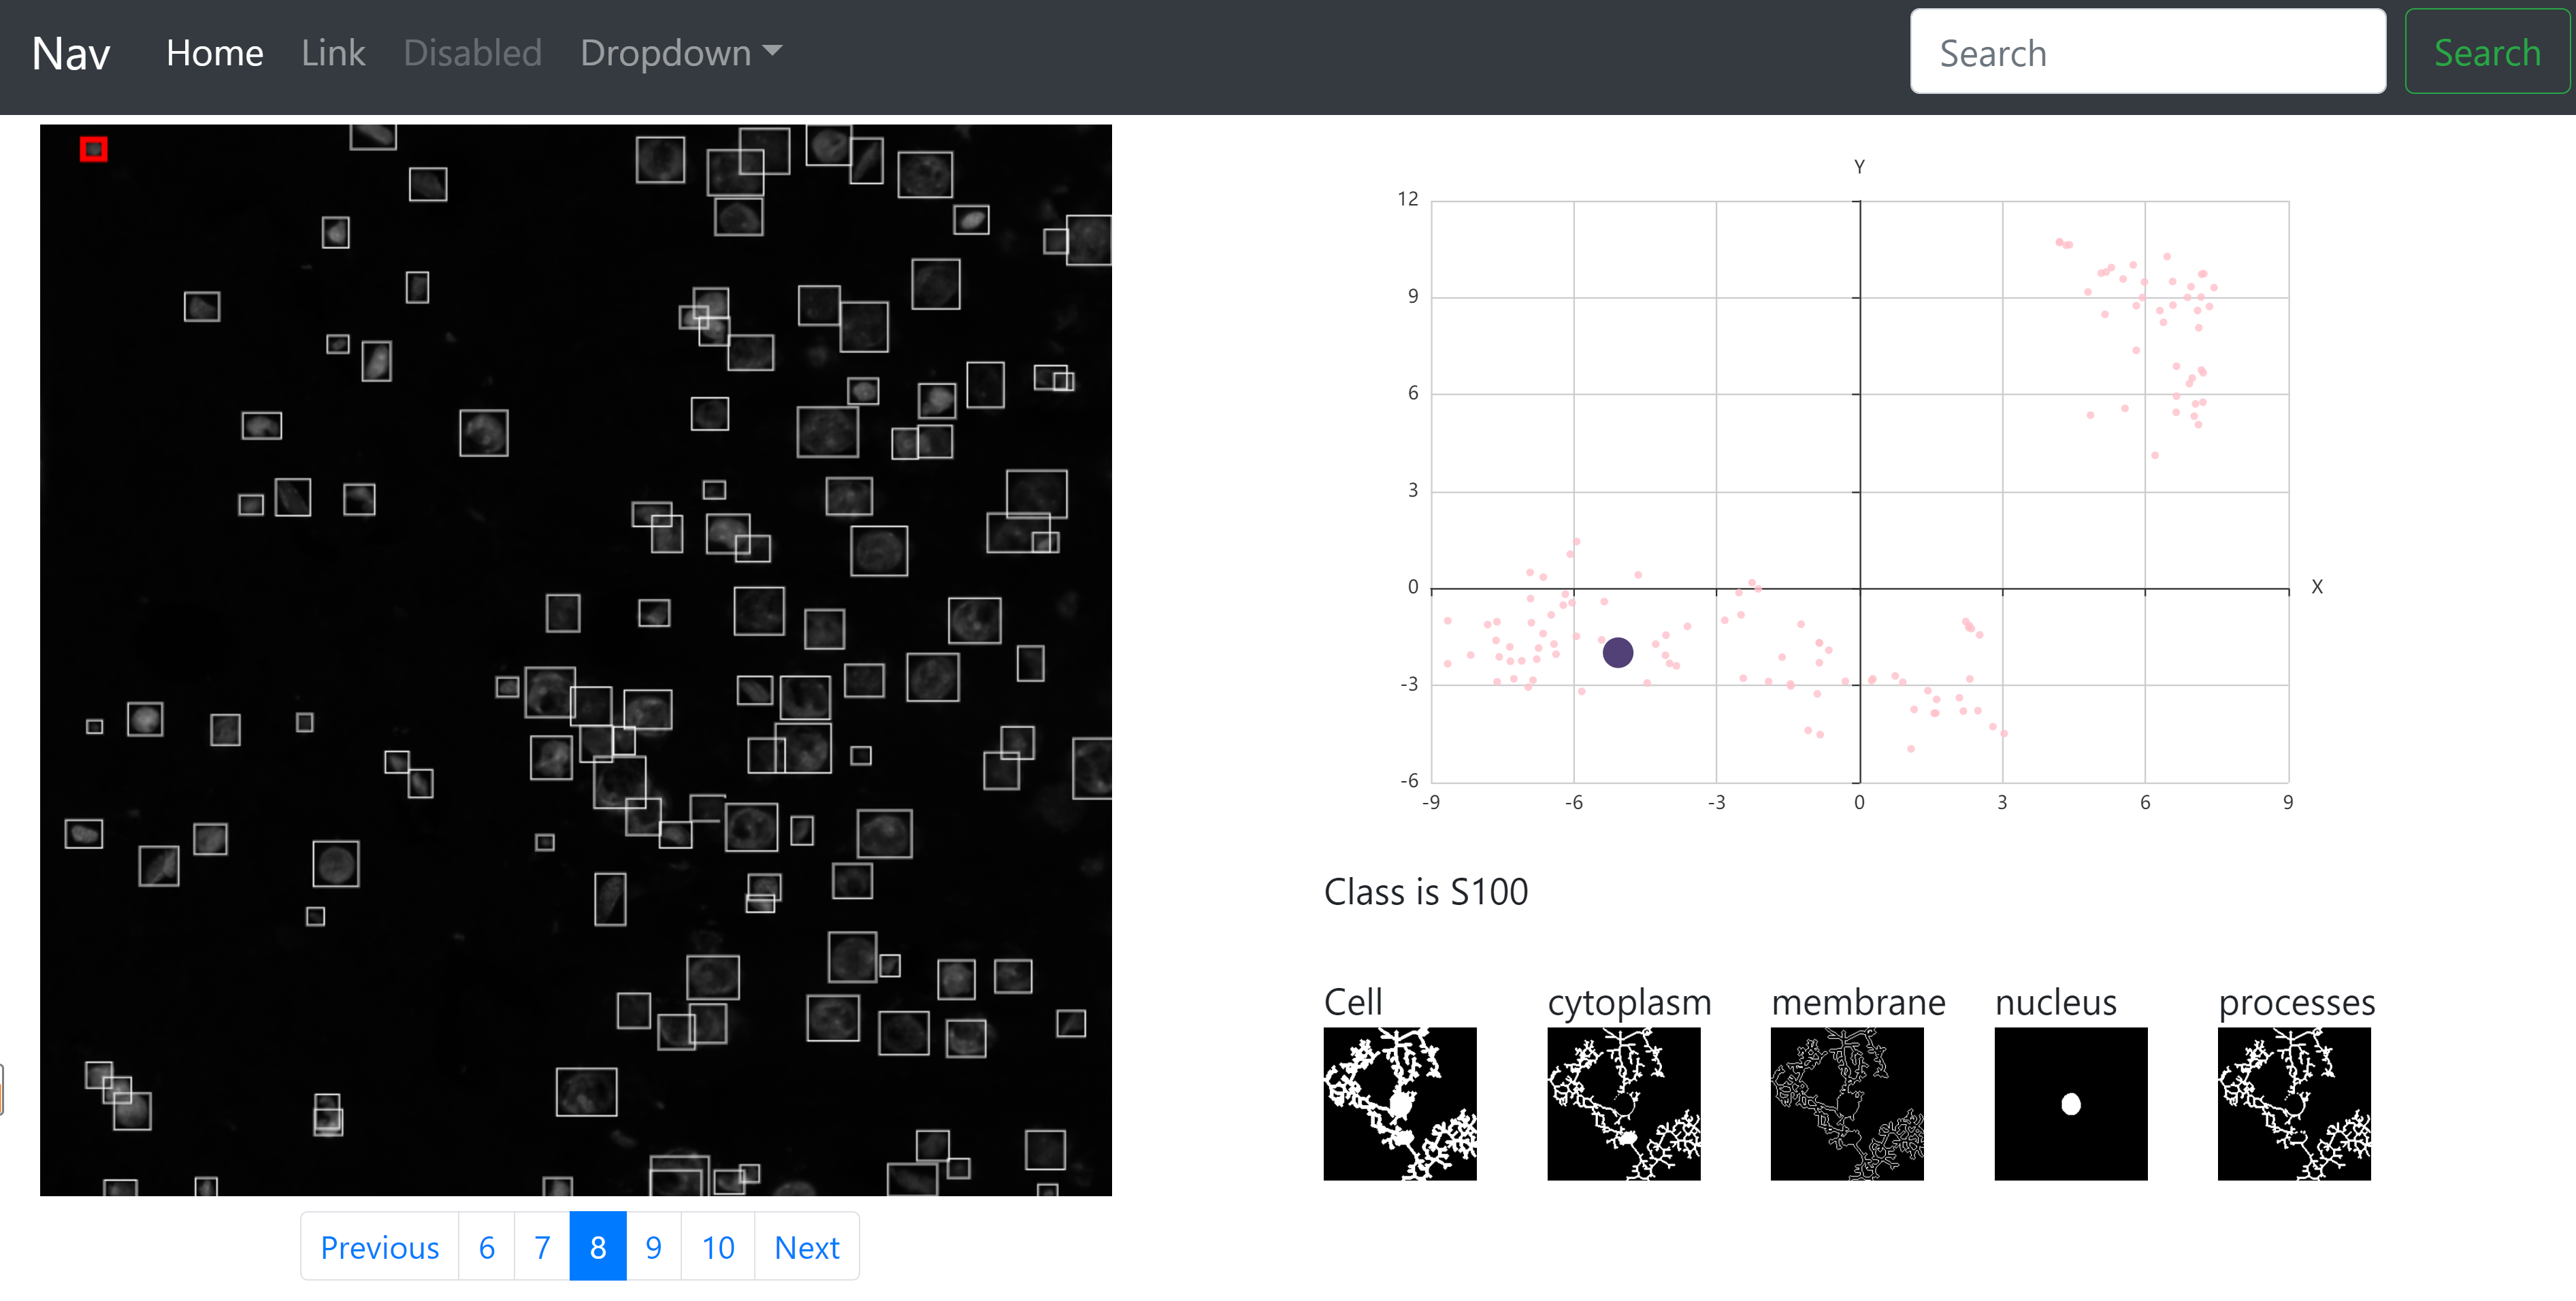 Nav Home Link Disabled Dropdown Search Search
Y
12
9
6
3
0
-3
-6
X
-9 -6 -3 0 3 6 9
Class is S100
Cell cytoplasm membrane nucleus processes
Previous 6 7 8 9 10 Next